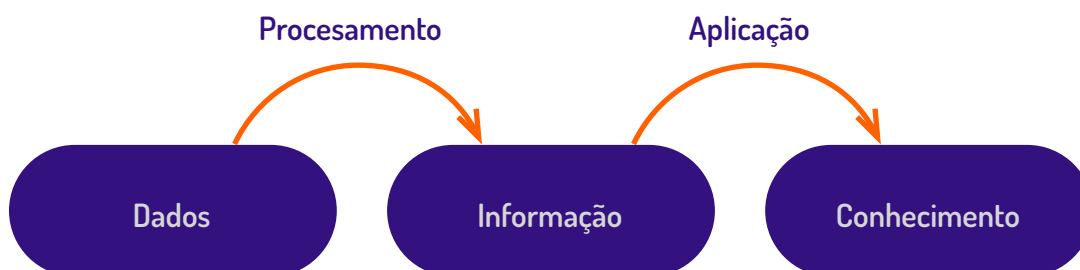 Procesamento
Aplicação
Dados
Informação
Conhecimento